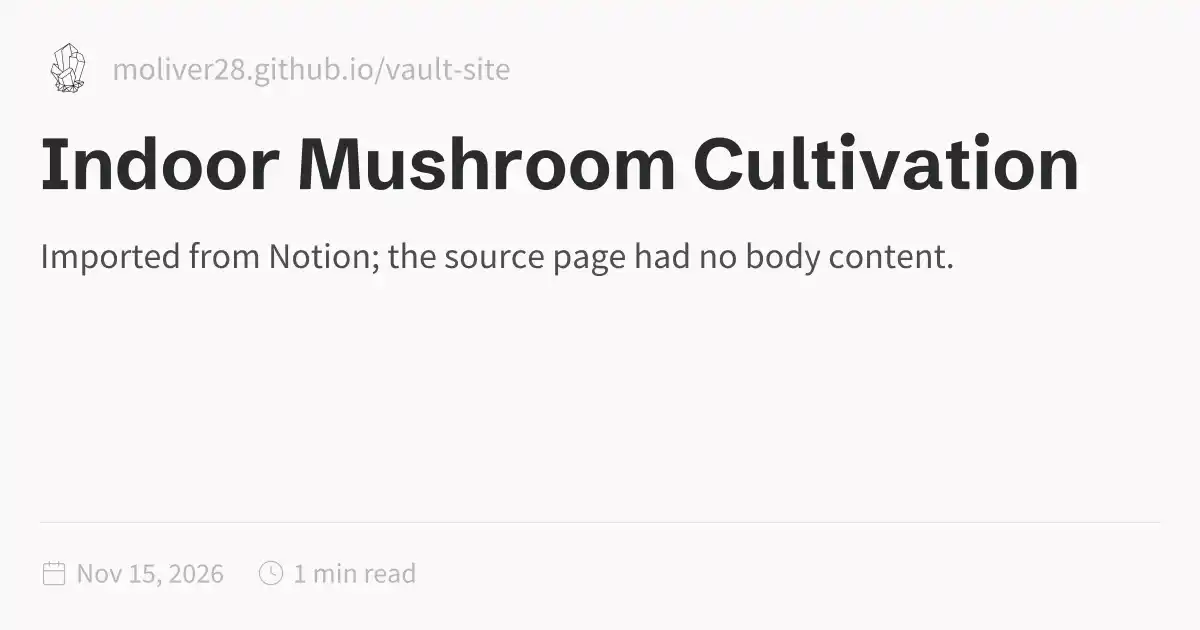 moliver28.github.io/vault-site
Indoor Mushroom Cultivation
Imported from Notion; the source page had no body content.
Nov 15, 2026 1 min read